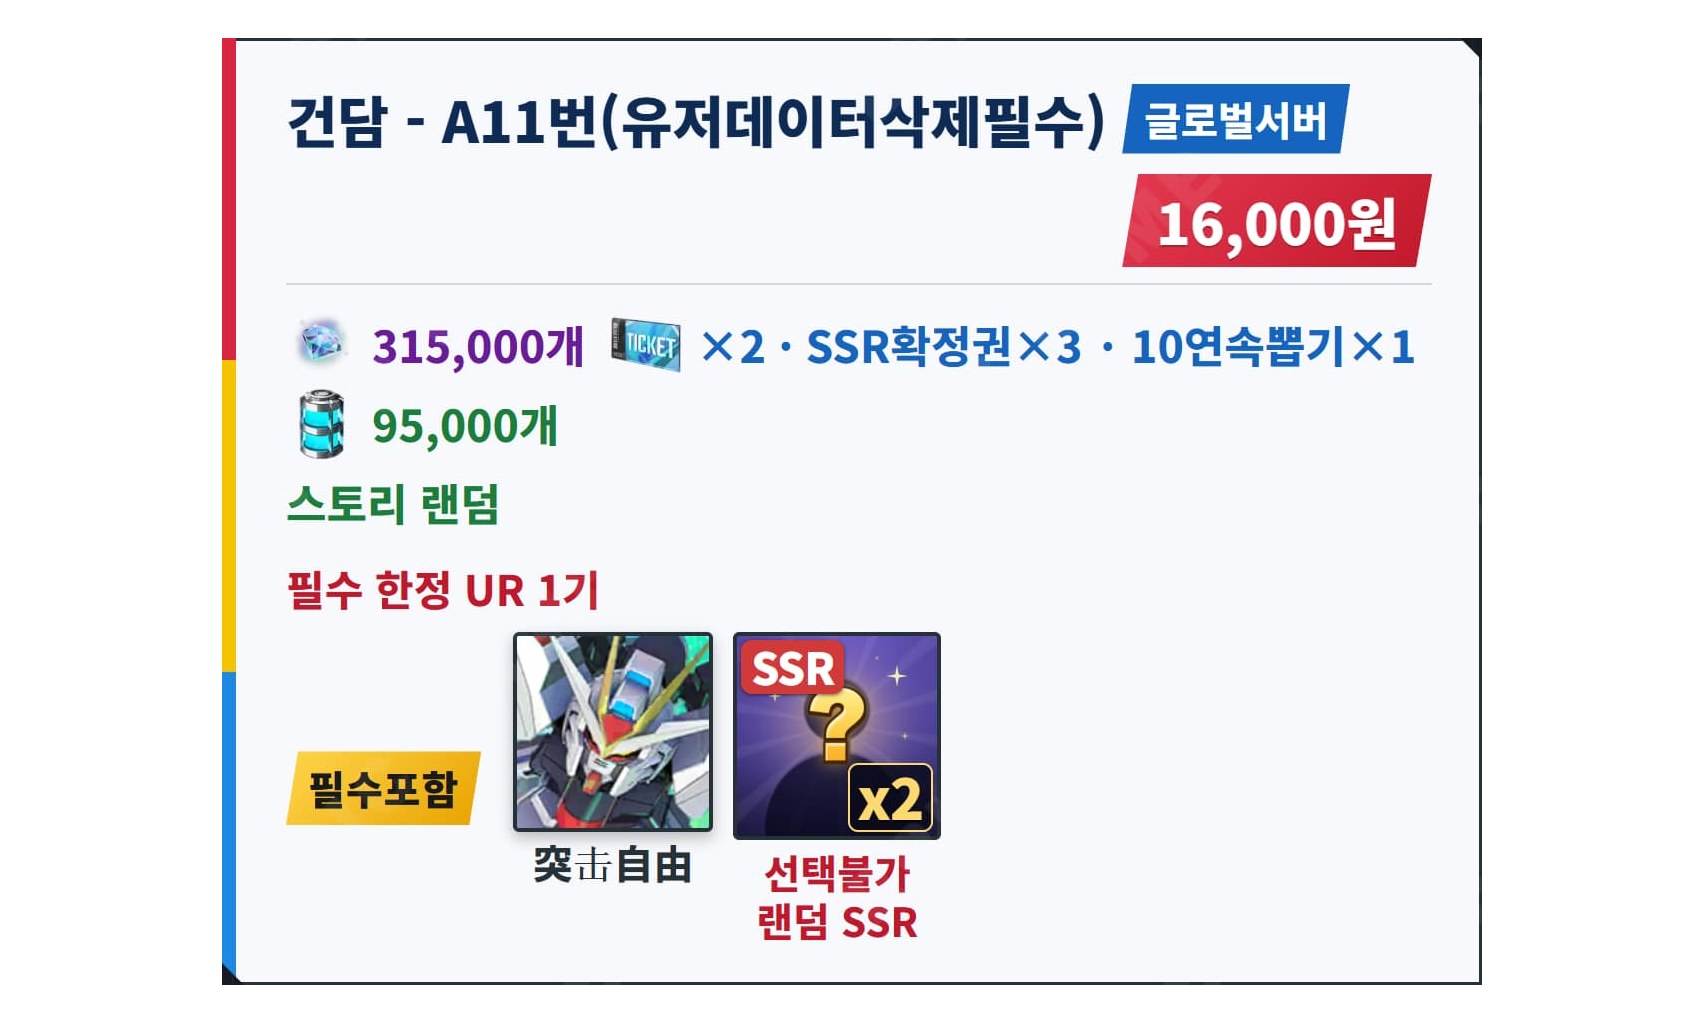 건담 - A11번(유저데이터삭제필수) 글로벌서버
16,000원
315,000개 TICKET ×2 · SSR확정권×3 · 10연속뽑기×1
95,000개
스토리 랜덤
필수 한정 UR 1기
필수포함
SSR
?
x2
突击自由
선택불가
랜덤 SSR